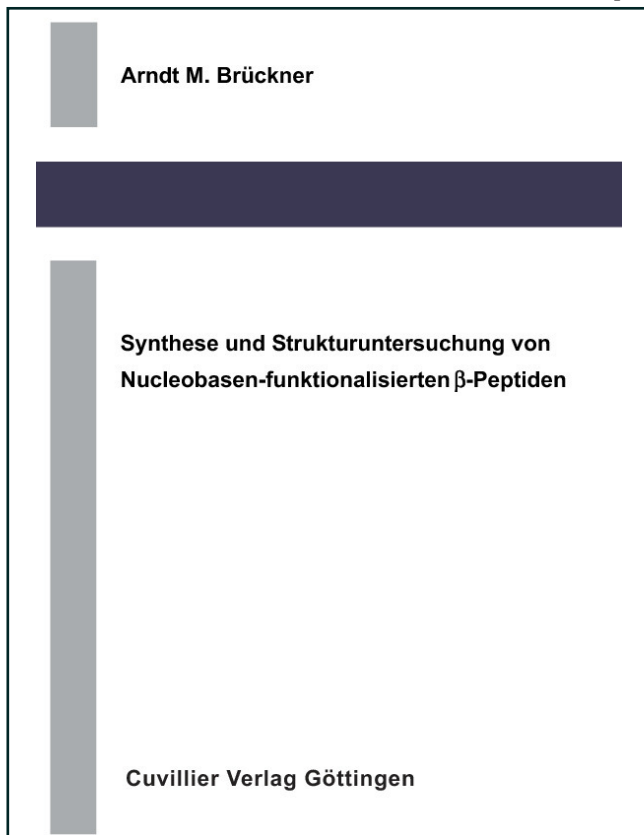 Arndt M. Brückner
Synthese und Strukturuntersuchung von
Nucleobasen-funktionalisierten β-Peptiden
Cuvillier Verlag Göttingen